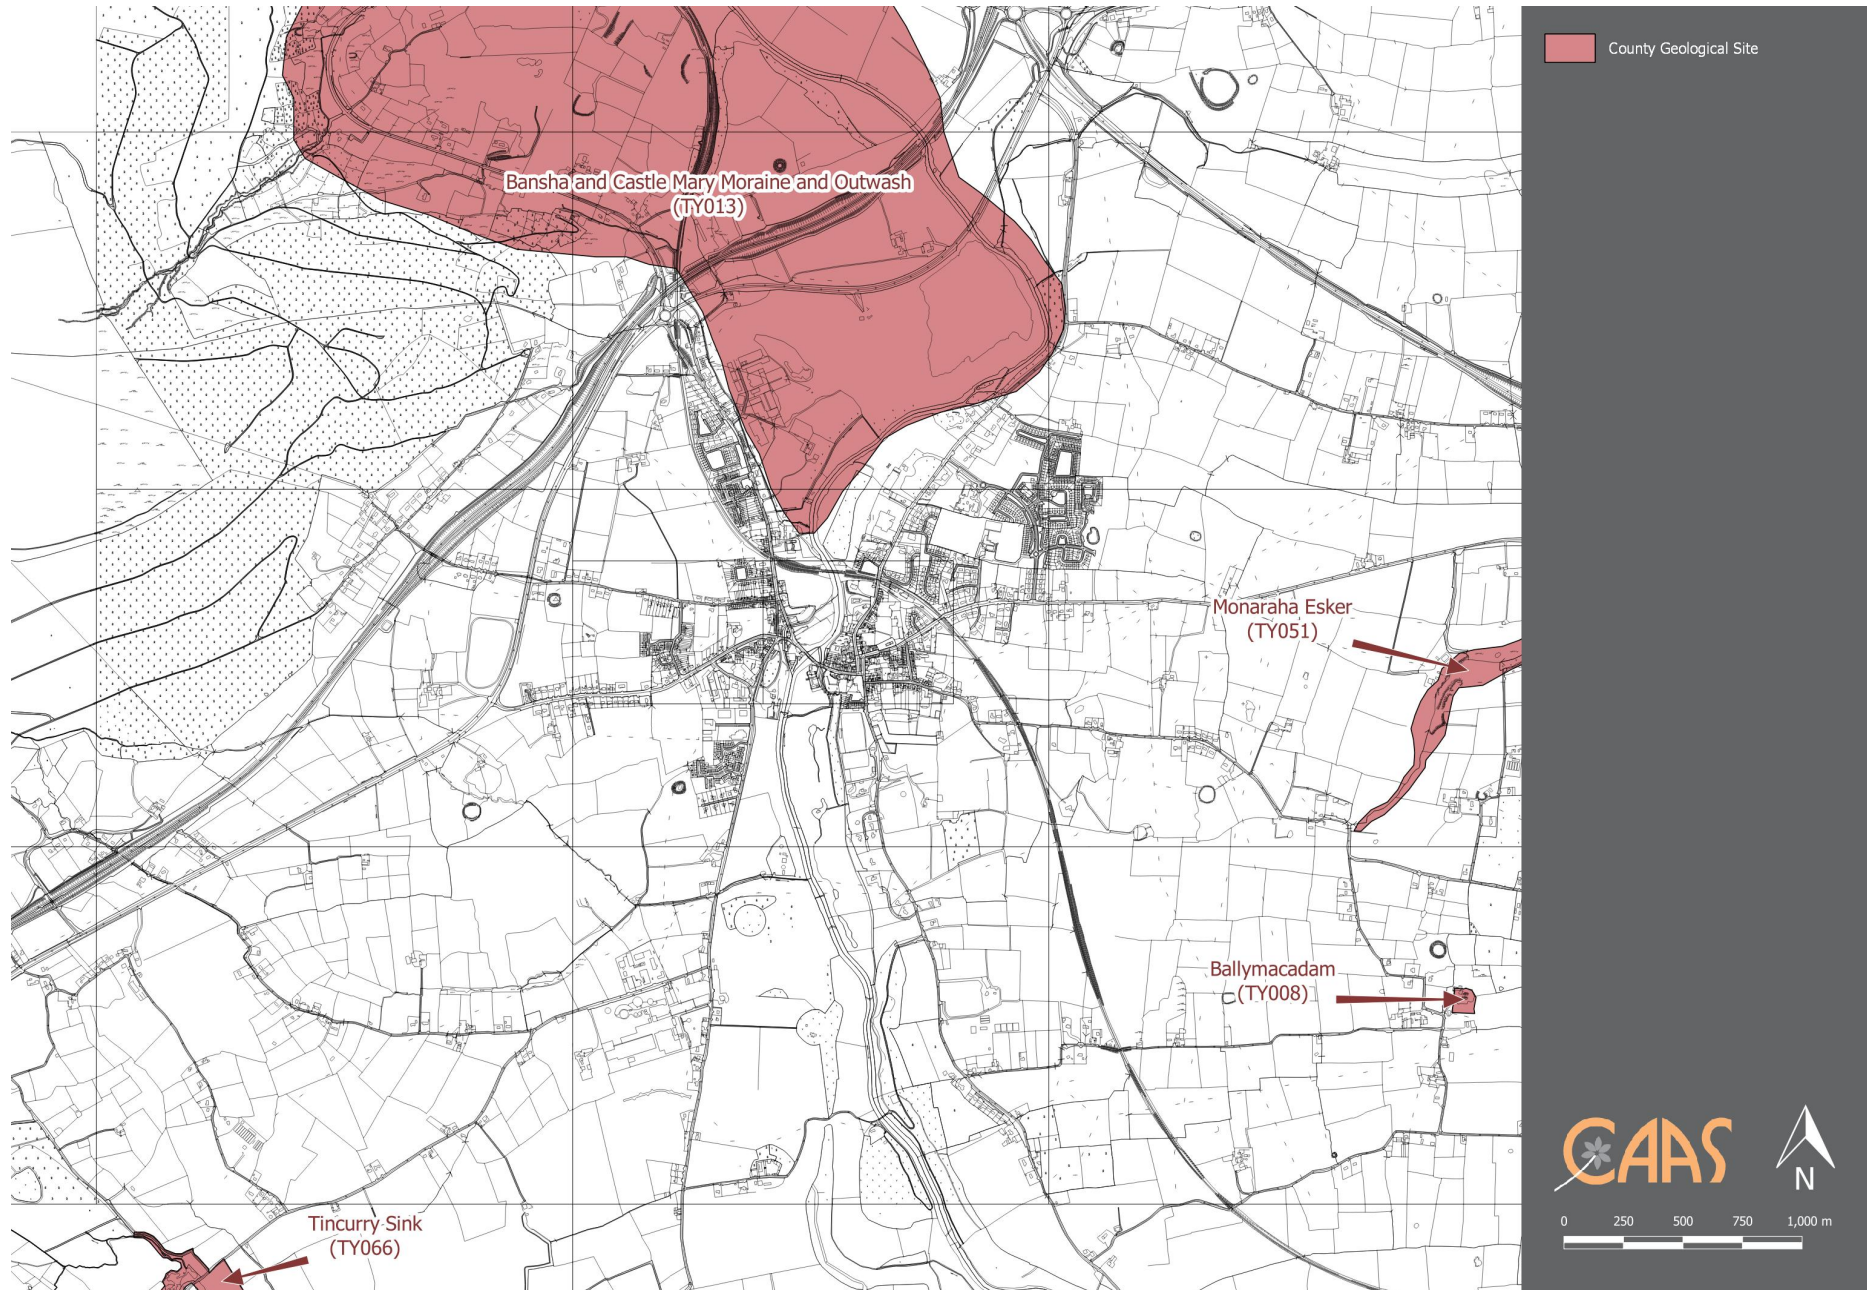 County Geological Site
Bansha and Castle Mary Moraine and Outwash
(TY013)
Monaraha Esker
(TY051)
Ballymacadam
(TY008)
Tincurry Sink
(TY066)
CAAS
N
0 250 500 750 1,000 m